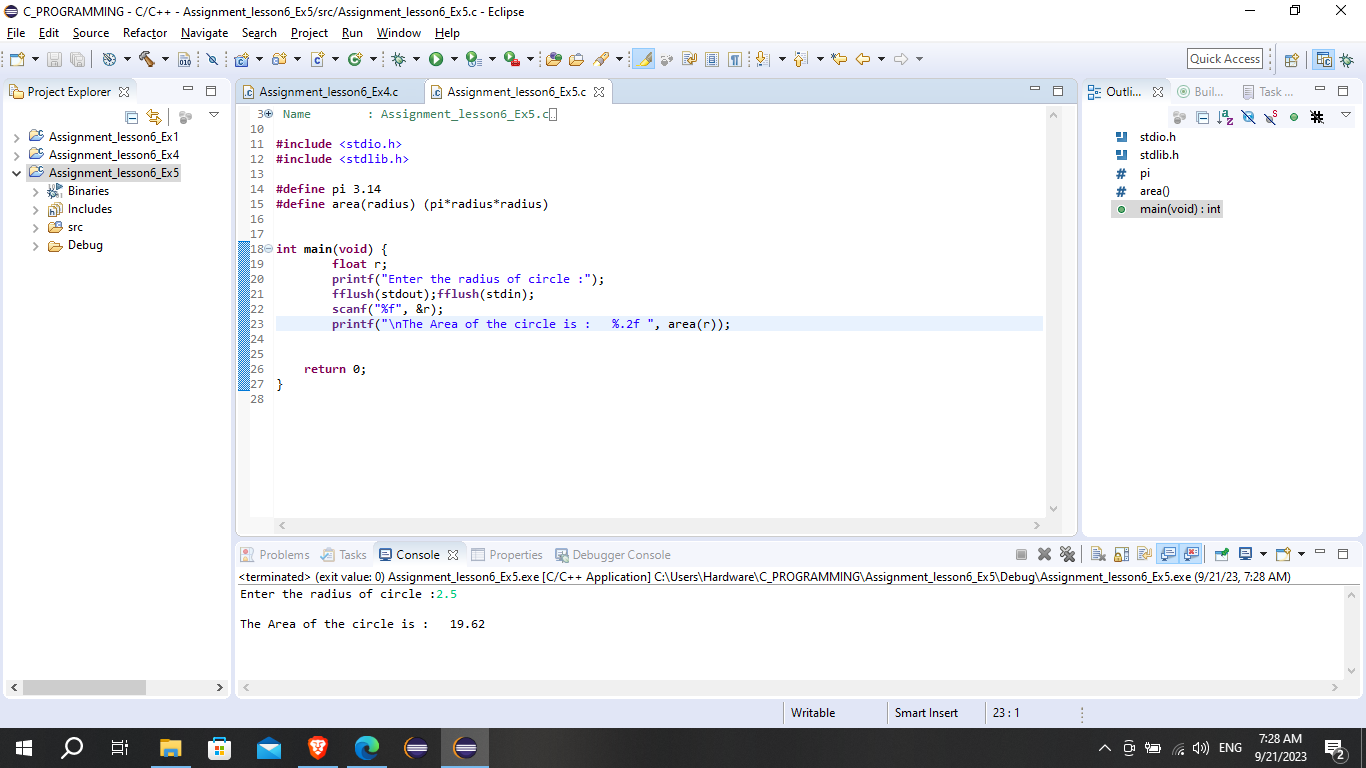 C_PROGRAMMING - C/C++ - Assignment_lesson6_Ex5/src/Assignment_lesson6_Ex5.c - Eclipse
File Edit Source Refactor Navigate Search Project Run Window Help
Quick Access
Project Explorer
Assignment_lesson6_Ex1
Assignment_lesson6_Ex4
Assignment_lesson6_Ex5
Binaries
Includes
src
Debug
Assignment_lesson6_Ex4.c Assignment_lesson6_Ex5.c
3 Name        : Assignment_lesson6_Ex5.c
10
11 #include <stdio.h>
12 #include <stdlib.h>
13
14 #define pi 3.14
15 #define area(radius) (pi*radius*radius)
16
17
18 int main(void) {
19         float r;
20         printf("Enter the radius of circle :");
21         fflush(stdout);fflush(stdin);
22         scanf("%f", &r);
23         printf("\nThe Area of the circle is :   %.2f ", area(r));
24
25
26     return 0;
27 }
28
Outli... Buil... Task ...
stdio.h
stdlib.h
pi
area()
main(void) : int
Problems Tasks Console Properties Debugger Console
<terminated> (exit value: 0) Assignment_lesson6_Ex5.exe [C/C++ Application] C:\Users\Hardware\C_PROGRAMMING\Assignment_lesson6_Ex5\Debug\Assignment_lesson6_Ex5.exe (9/21/23, 7:28 AM)
Enter the radius of circle :2.5
The Area of the circle is :   19.62
Writable Smart Insert 23 : 1
ENG
7:28 AM
9/21/2023
2